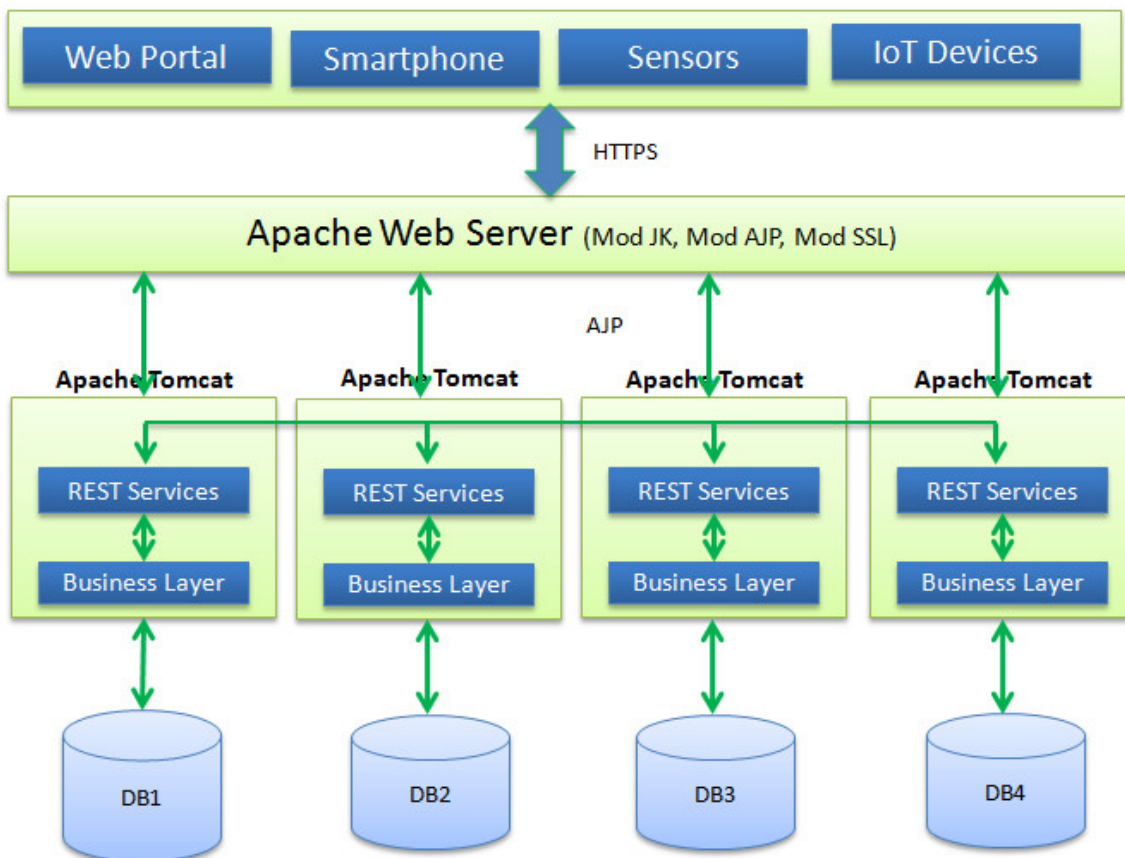 Web Portal
Smartphone
Sensors
IoT Devices
HTTPS
Apache Web Server (Mod JK, Mod AJP, Mod SSL)
AJP
Apache Tomcat
Apache Tomcat
Apache Tomcat
Apache Tomcat
REST Services
REST Services
REST Services
REST Services
Business Layer
Business Layer
Business Layer
Business Layer
DB1
DB2
DB3
DB4